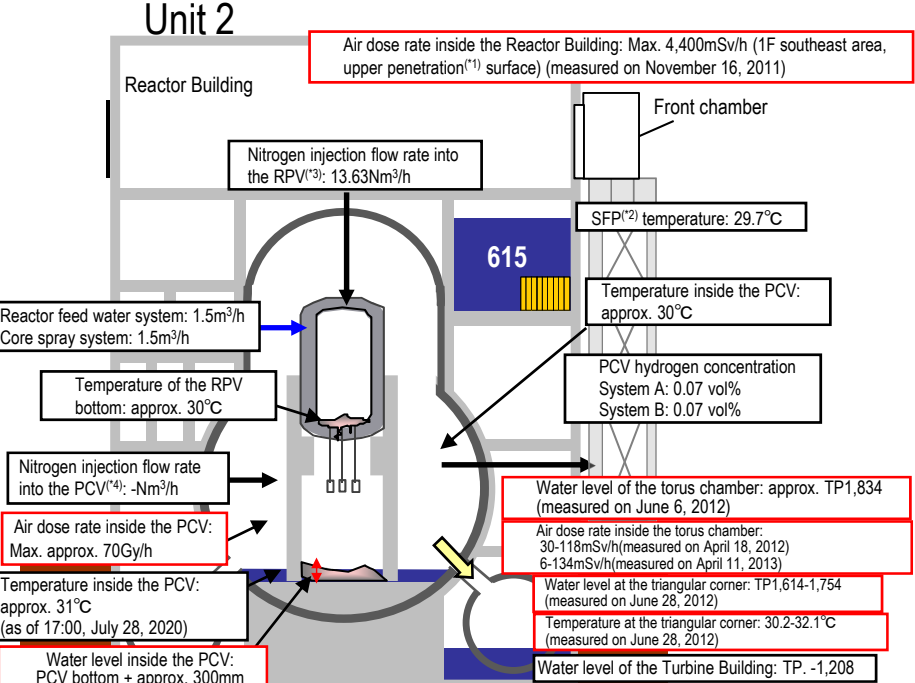 Unit 2
Air dose rate inside the Reactor Building: Max. 4,400mSv/h (1F southeast area,
upper penetration(*1) surface) (measured on November 16, 2011)
Reactor Building
Front chamber
Nitrogen injection flow rate into
the RPV(*3): 13.63Nm3/h
SFP(*2) temperature: 29.7℃
615
Temperature inside the PCV:
approx. 30℃
Reactor feed water system: 1.5m3/h
Core spray system: 1.5m3/h
PCV hydrogen concentration
System A: 0.07 vol%
System B: 0.07 vol%
Temperature of the RPV
bottom: approx. 30℃
Nitrogen injection flow rate
into the PCV(*4): -Nm3/h
Water level of the torus chamber: approx. TP1,834
(measured on June 6, 2012)
Air dose rate inside the PCV:
Max. approx. 70Gy/h
Air dose rate inside the torus chamber:
30-118mSv/h(measured on April 18, 2012)
6-134mSv/h(measured on April 11, 2013)
Temperature inside the PCV:
approx. 31℃
(as of 17:00, July 28, 2020)
Water level at the triangular corner: TP1,614-1,754
(measured on June 28, 2012)
Temperature at the triangular corner: 30.2-32.1℃
(measured on June 28, 2012)
Water level inside the PCV:
PCV bottom + approx. 300mm
Water level of the Turbine Building: TP. -1,208